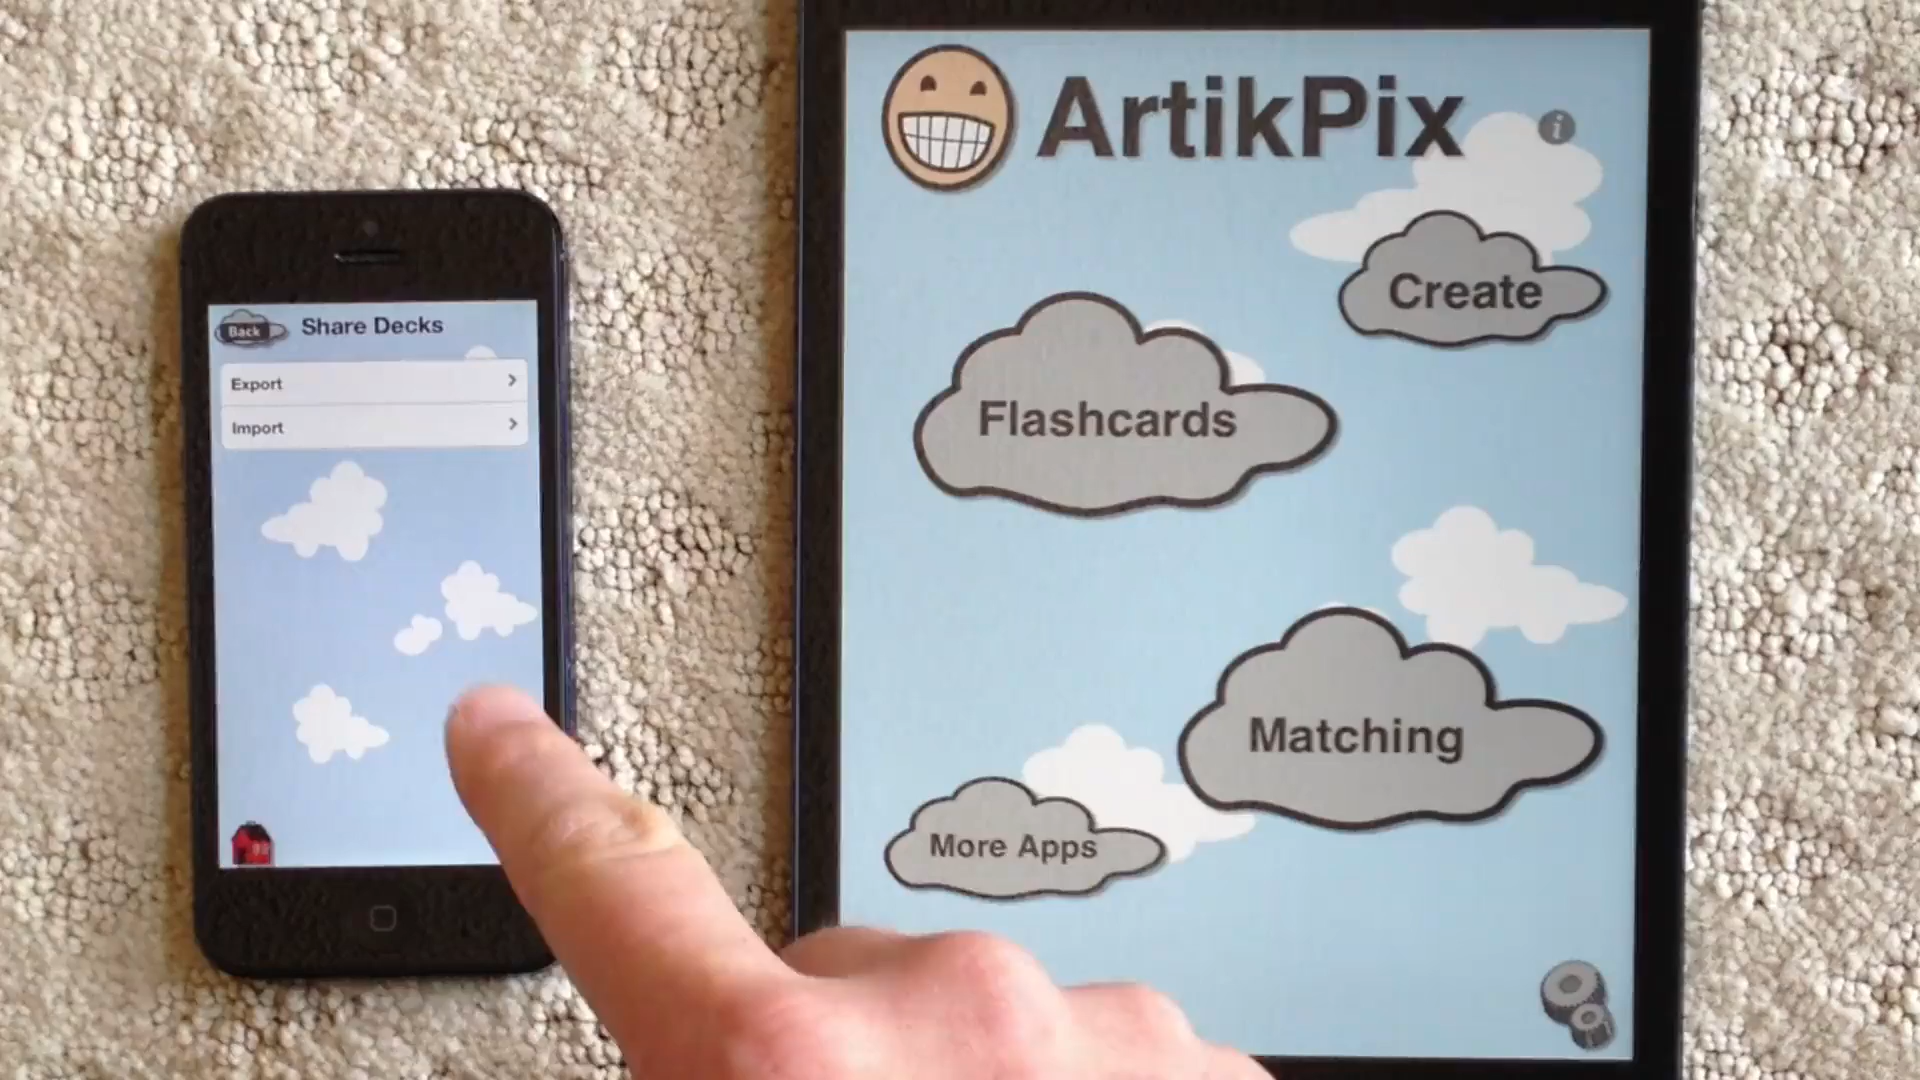 Back
Share Decks
Export
Import
ArtikPix
i
Create
Flashcards
Matching
More Apps